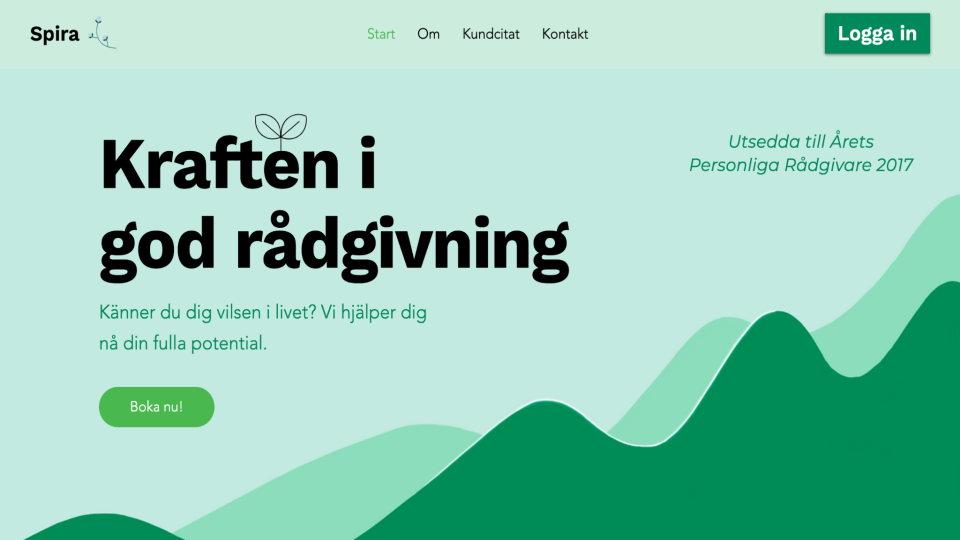 Spira
Start
Om
Kundcitat
Kontakt
Logga in
Kraften i
god rådgivning
Utsedda till Årets
Personliga Rådgivare 2017
Känner du dig vilsen i livet? Vi hjälper dig
nå din fulla potential.
Boka nu!